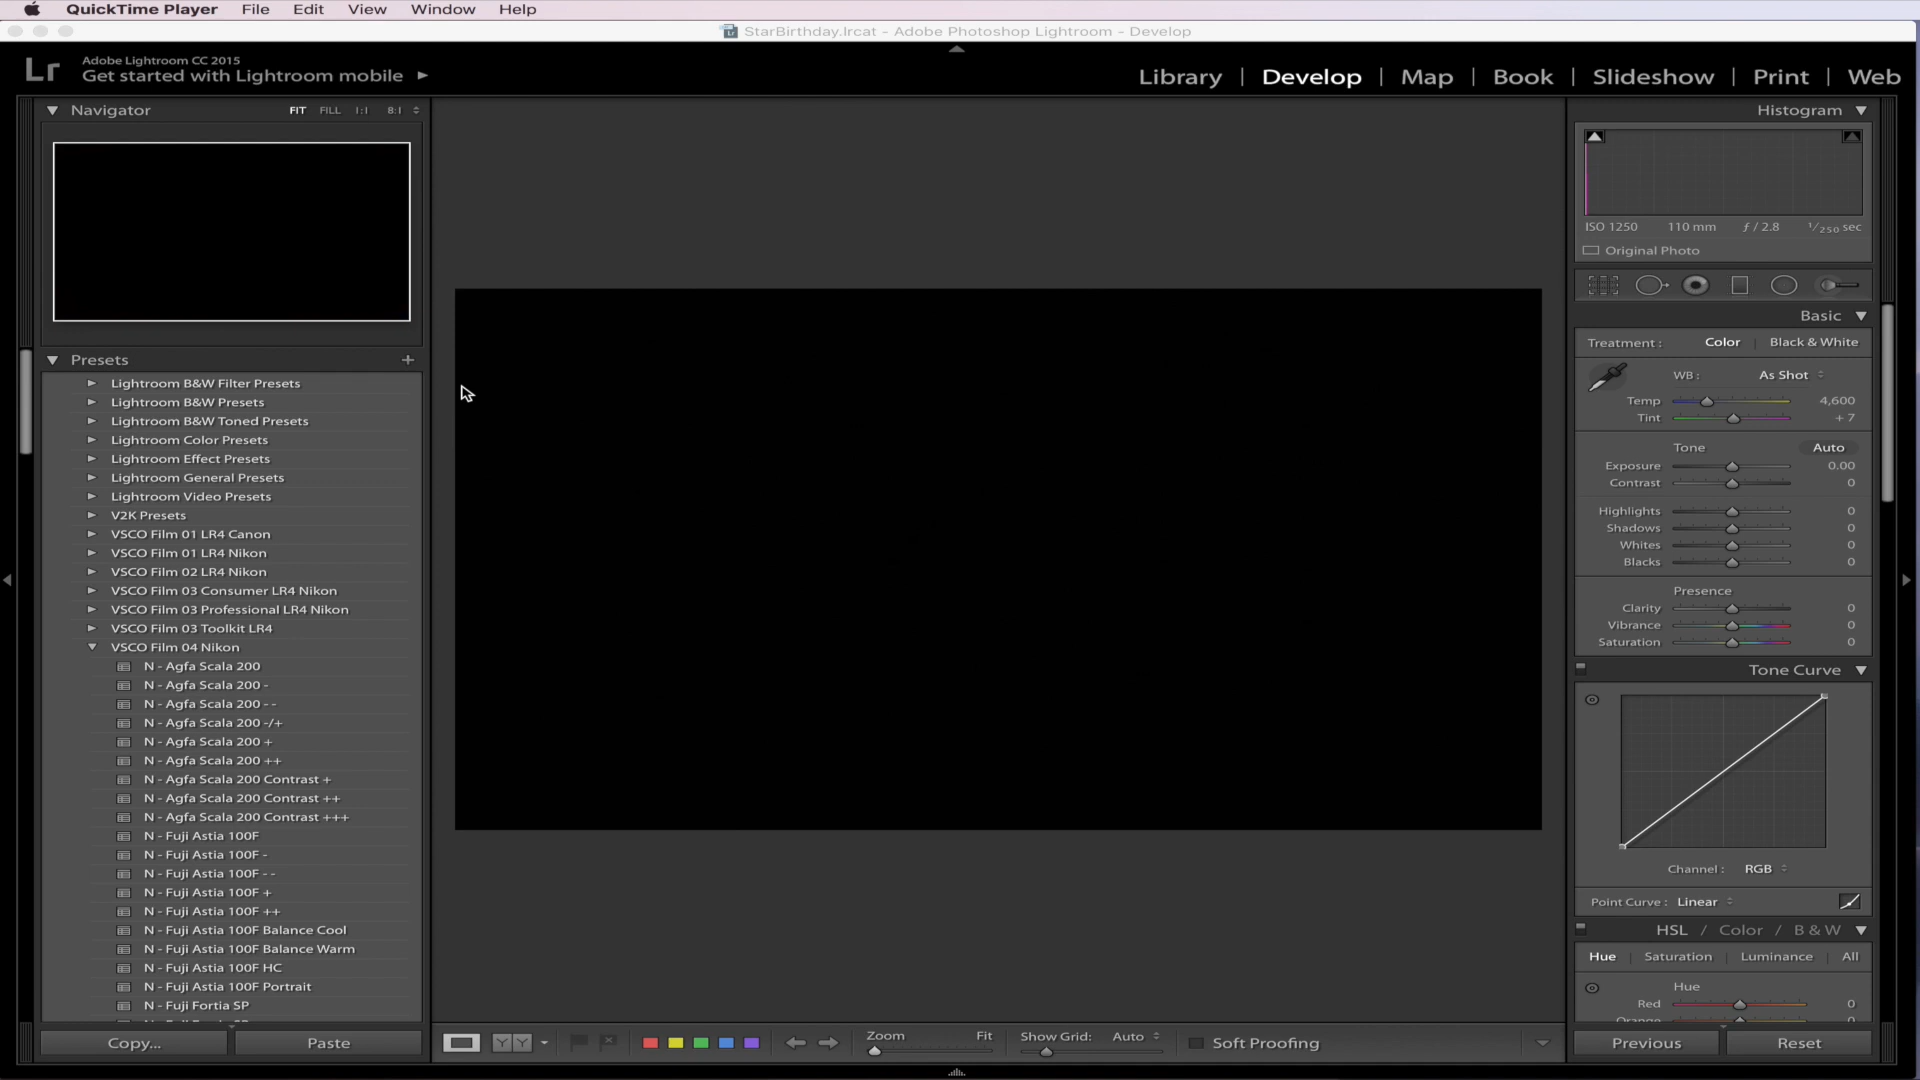 QuickTime Player File Edit View Window Help
StarBirthday.lrcat - Adobe Photoshop Lightroom - Develop
Lr
Adobe Lightroom CC 2015
Get started with Lightroom mobile
Library | Develop | Map | Book | Slideshow | Print | Web
Navigator FIT FILL 1:1 8:1
Presets +
Lightroom B&W Filter Presets
Lightroom B&W Presets
Lightroom B&W Toned Presets
Lightroom Color Presets
Lightroom Effect Presets
Lightroom General Presets
Lightroom Video Presets
V2K Presets
VSCO Film 01 LR4 Canon
VSCO Film 01 LR4 Nikon
VSCO Film 02 LR4 Nikon
VSCO Film 03 Consumer LR4 Nikon
VSCO Film 03 Professional LR4 Nikon
VSCO Film 03 Toolkit LR4
VSCO Film 04 Nikon
N - Agfa Scala 200
N - Agfa Scala 200 -
N - Agfa Scala 200 - -
N - Agfa Scala 200 -/+
N - Agfa Scala 200 +
N - Agfa Scala 200 ++
N - Agfa Scala 200 Contrast +
N - Agfa Scala 200 Contrast ++
N - Agfa Scala 200 Contrast +++
N - Fuji Astia 100F
N - Fuji Astia 100F -
N - Fuji Astia 100F - -
N - Fuji Astia 100F +
N - Fuji Astia 100F ++
N - Fuji Astia 100F Balance Cool
N - Fuji Astia 100F Balance Warm
N - Fuji Astia 100F HC
N - Fuji Astia 100F Portrait
N - Fuji Fortia SP
Copy... Paste
YY Zoom Fit Show Grid: Auto Soft Proofing
Histogram
ISO 1250 110 mm ƒ / 2.8 1/250 sec
Original Photo
Basic
Treatment : Color | Black & White
WB : As Shot
Temp 4,600
Tint + 7
Tone Auto
Exposure 0.00
Contrast 0
Highlights 0
Shadows 0
Whites 0
Blacks 0
Presence
Clarity 0
Vibrance 0
Saturation 0
Tone Curve
Channel : RGB
Point Curve : Linear
HSL / Color / B & W
Hue | Saturation | Luminance | All
Hue
Red 0
Previous Reset